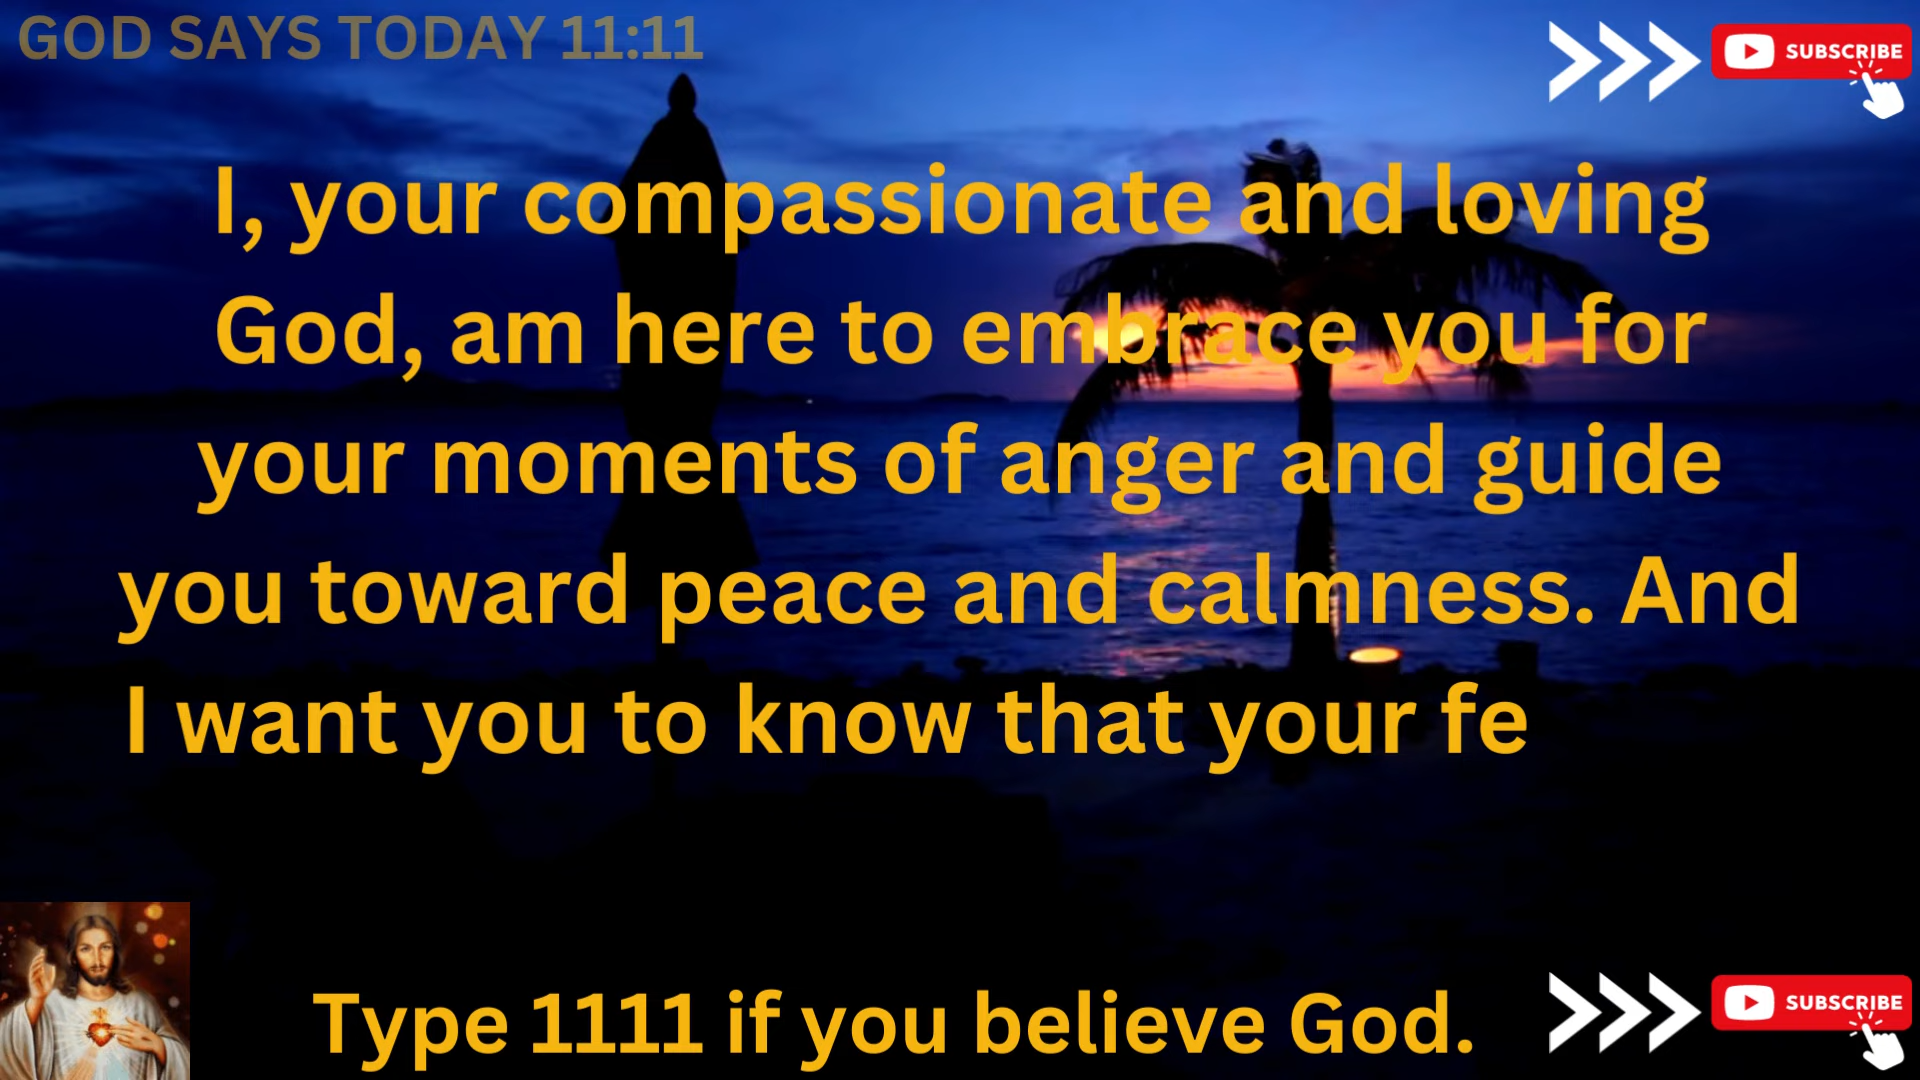 GOD SAYS TODAY 11:11
SUBSCRIBE
I, your compassionate and loving
God, am here to embrace you for
your moments of anger and guide
you toward peace and calmness. And
I want you to know that your fe
Type 1111 if you believe God.
SUBSCRIBE